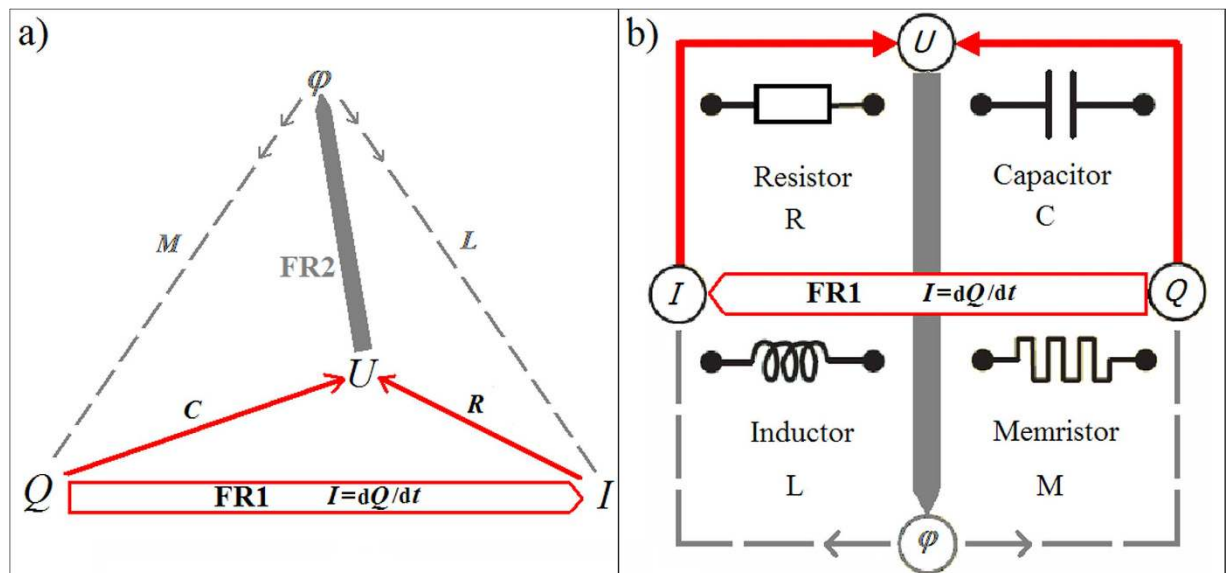 a)
φ
M
L
FR2
U
C
R
Q
FR1 I=dQ/dt
I
b)
U
Resistor
R
Capacitor
C
I
FR1 I=dQ/dt
Q
Inductor
L
Memristor
M
φ